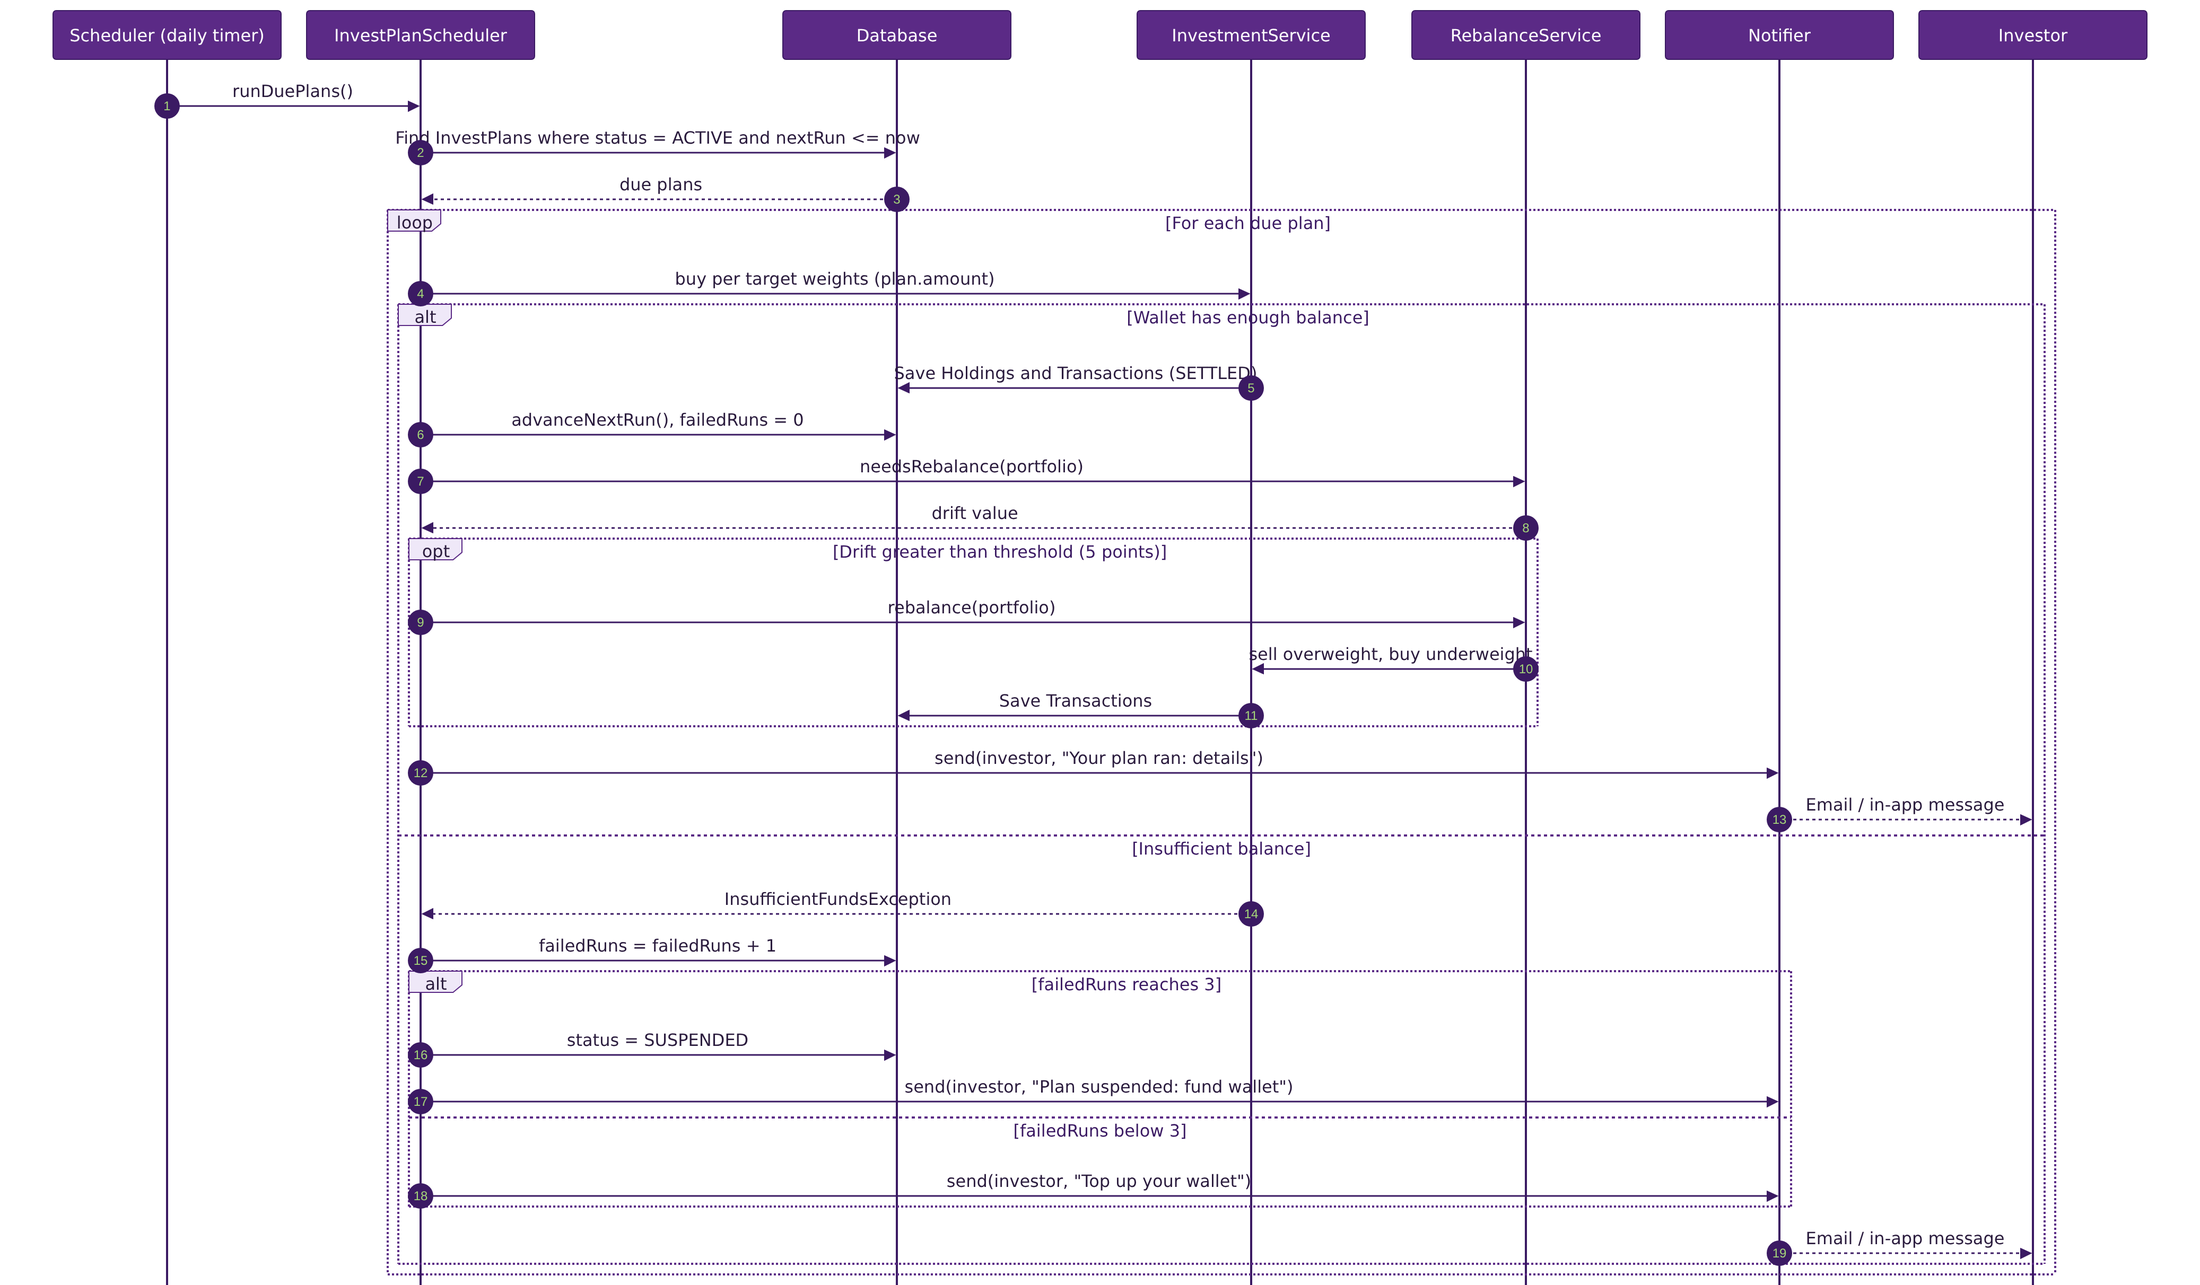 Scheduler (daily timer)
InvestPlanScheduler
Database
InvestmentService
RebalanceService
Notifier
Investor
runDuePlans()
1
Find InvestPlans where status = ACTIVE and nextRun <= now
2
due plans
3
loop
[For each due plan]
buy per target weights (plan.amount)
4
alt
[Wallet has enough balance]
Save Holdings and Transactions (SETTLED)
5
advanceNextRun(), failedRuns = 0
6
needsRebalance(portfolio)
7
drift value
8
opt
[Drift greater than threshold (5 points)]
rebalance(portfolio)
9
sell overweight, buy underweight
10
Save Transactions
11
send(investor, "Your plan ran: details")
12
Email / in-app message
13
[Insufficient balance]
InsufficientFundsException
14
failedRuns = failedRuns + 1
15
alt
[failedRuns reaches 3]
status = SUSPENDED
16
send(investor, "Plan suspended: fund wallet")
17
[failedRuns below 3]
send(investor, "Top up your wallet")
18
Email / in-app message
19